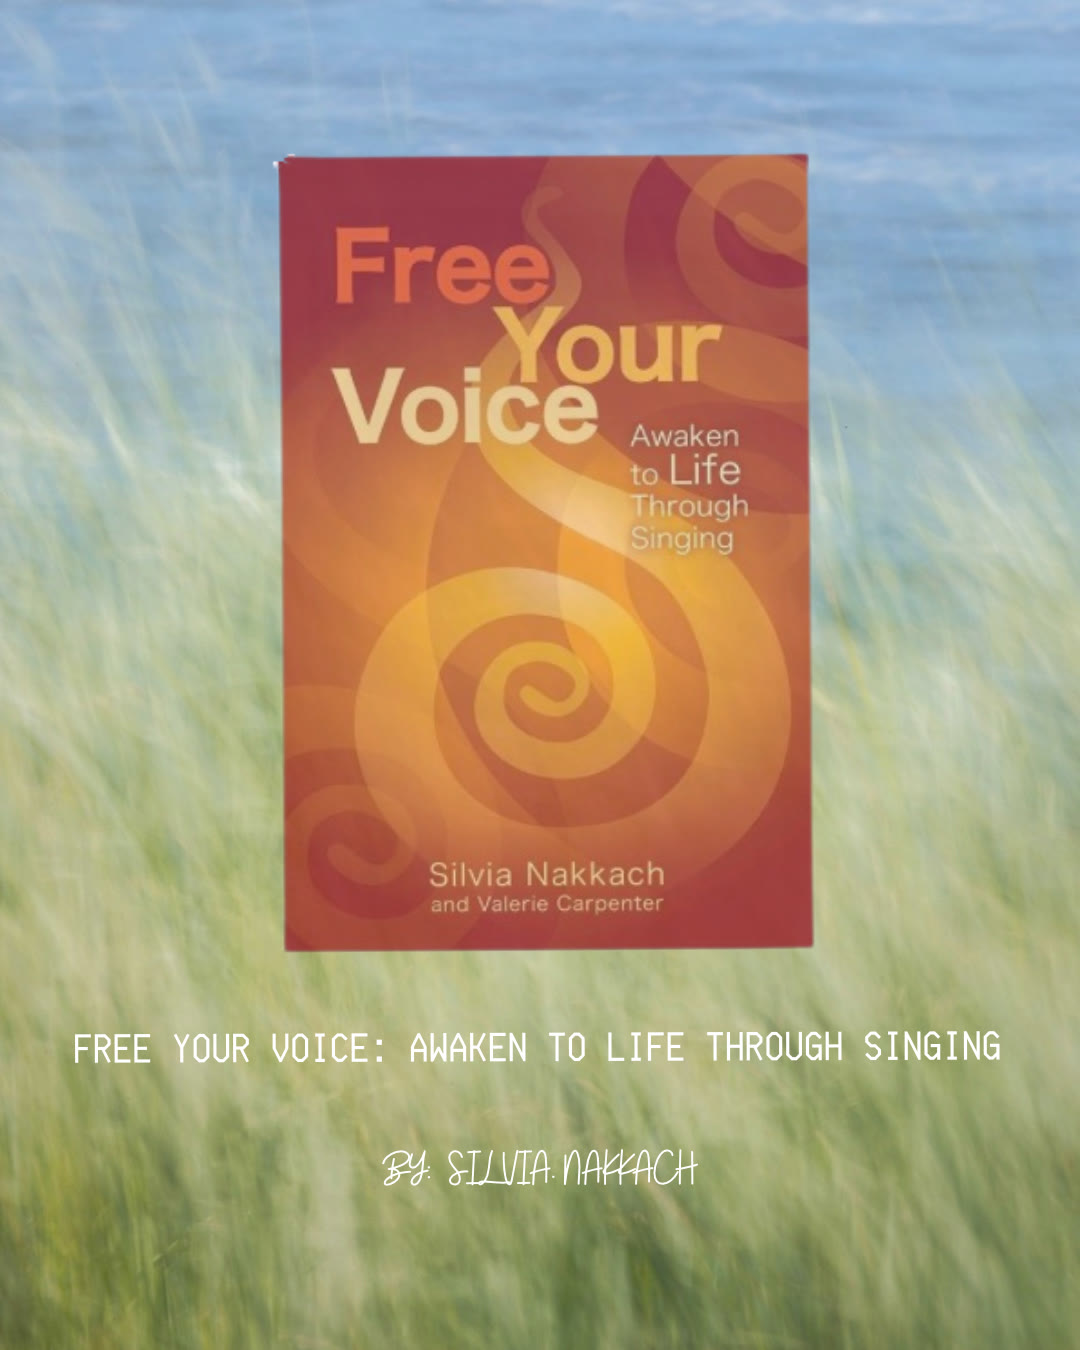 Free
Your
Voice
Awaken
to Life
Through
Singing
Silvia Nakkach
and Valerie Carpenter
FREE YOUR VOICE: AWAKEN TO LIFE THROUGH SINGING
BY: SILVIA NAKKACH